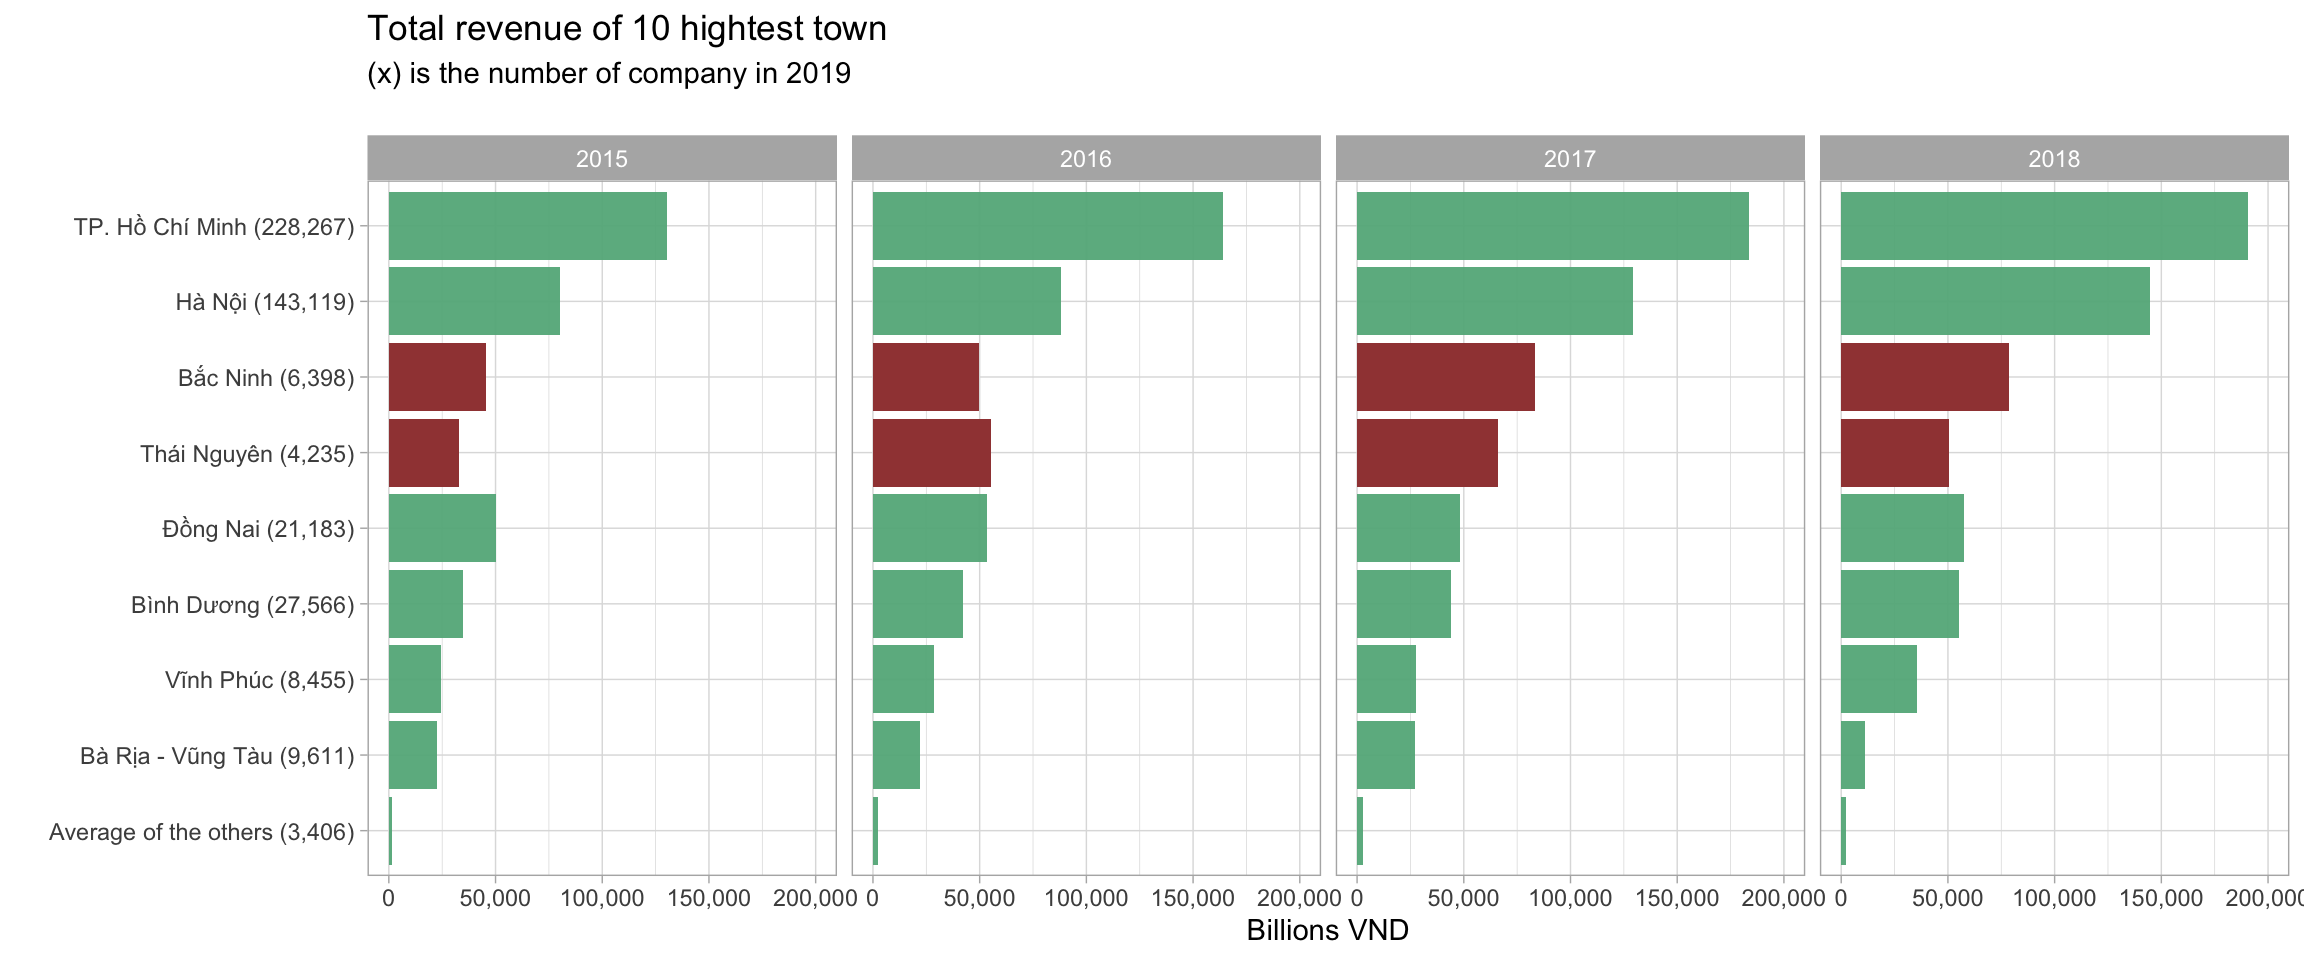 Total revenue of 10 hightest town
(x) is the number of company in 2019
2015 2016 2017 2018
TP. Hồ Chí Minh (228,267)
Hà Nội (143,119)
Bắc Ninh (6,398)
Thái Nguyên (4,235)
Đồng Nai (21,183)
Bình Dương (27,566)
Vĩnh Phúc (8,455)
Bà Rịa - Vũng Tàu (9,611)
Average of the others (3,406)
0 50,000 100,000 150,000 200,000 0 50,000 100,000 150,000 200,000 0 50,000 100,000 150,000 200,000 0 50,000 100,000 150,000 200,000
Billions VND